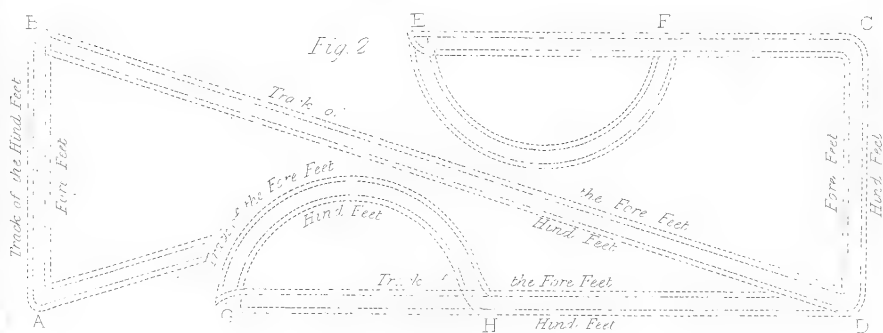 B
E
F
C
Fig. 2
Track of the Hind Feet
Fore Feet
Track of
the Fore Feet
Hind Feet
Track of the Fore Feet
Hind Feet
Fore Feet
Hind Feet
Track
the Fore Feet
Hind Feet
A
G
H
D